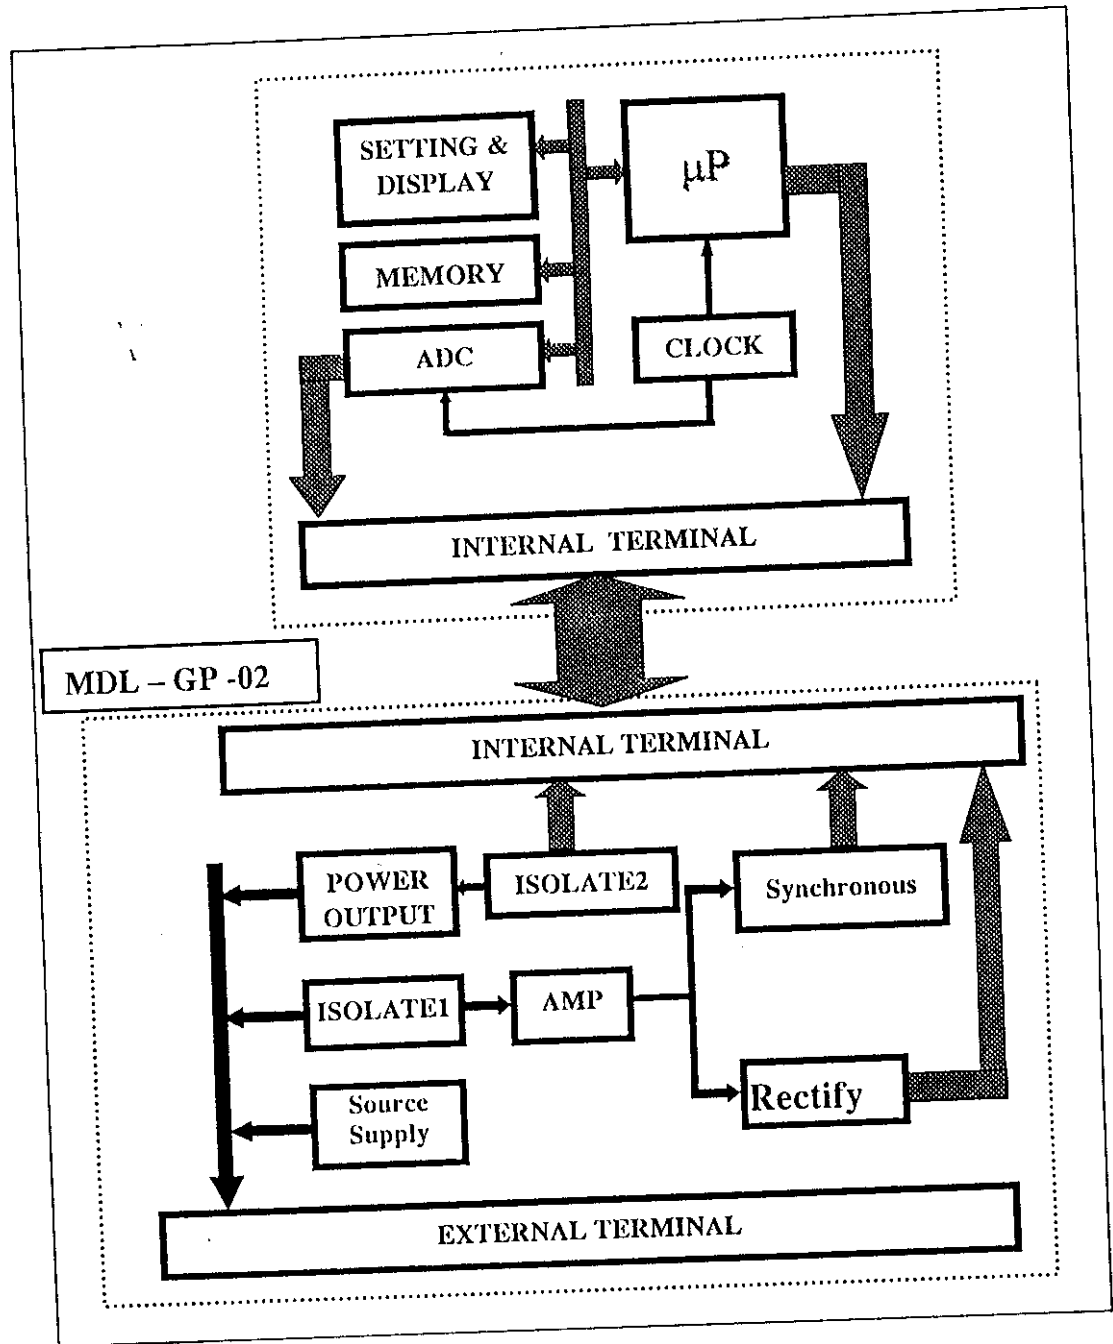 SETTING &
DISPLAY
µP
MEMORY
ADC
CLOCK
INTERNAL TERMINAL
MDL – GP -02
INTERNAL TERMINAL
POWER
OUTPUT
ISOLATE2
Synchronous
ISOLATE1
AMP
Source
Supply
Rectify
EXTERNAL TERMINAL